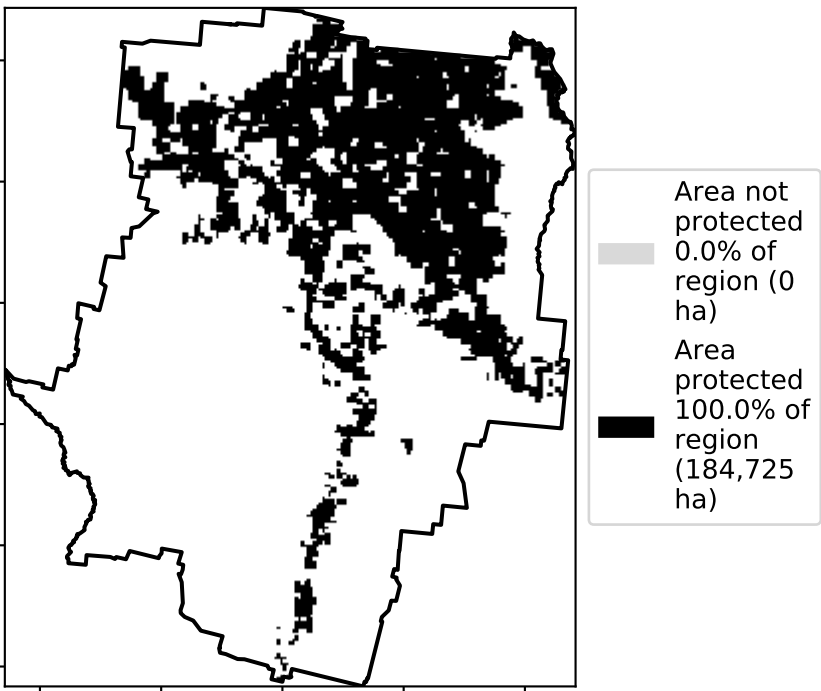 Area not
protected
0.0% of
region (0
ha)
Area
protected
100.0% of
region
(184,725
ha)